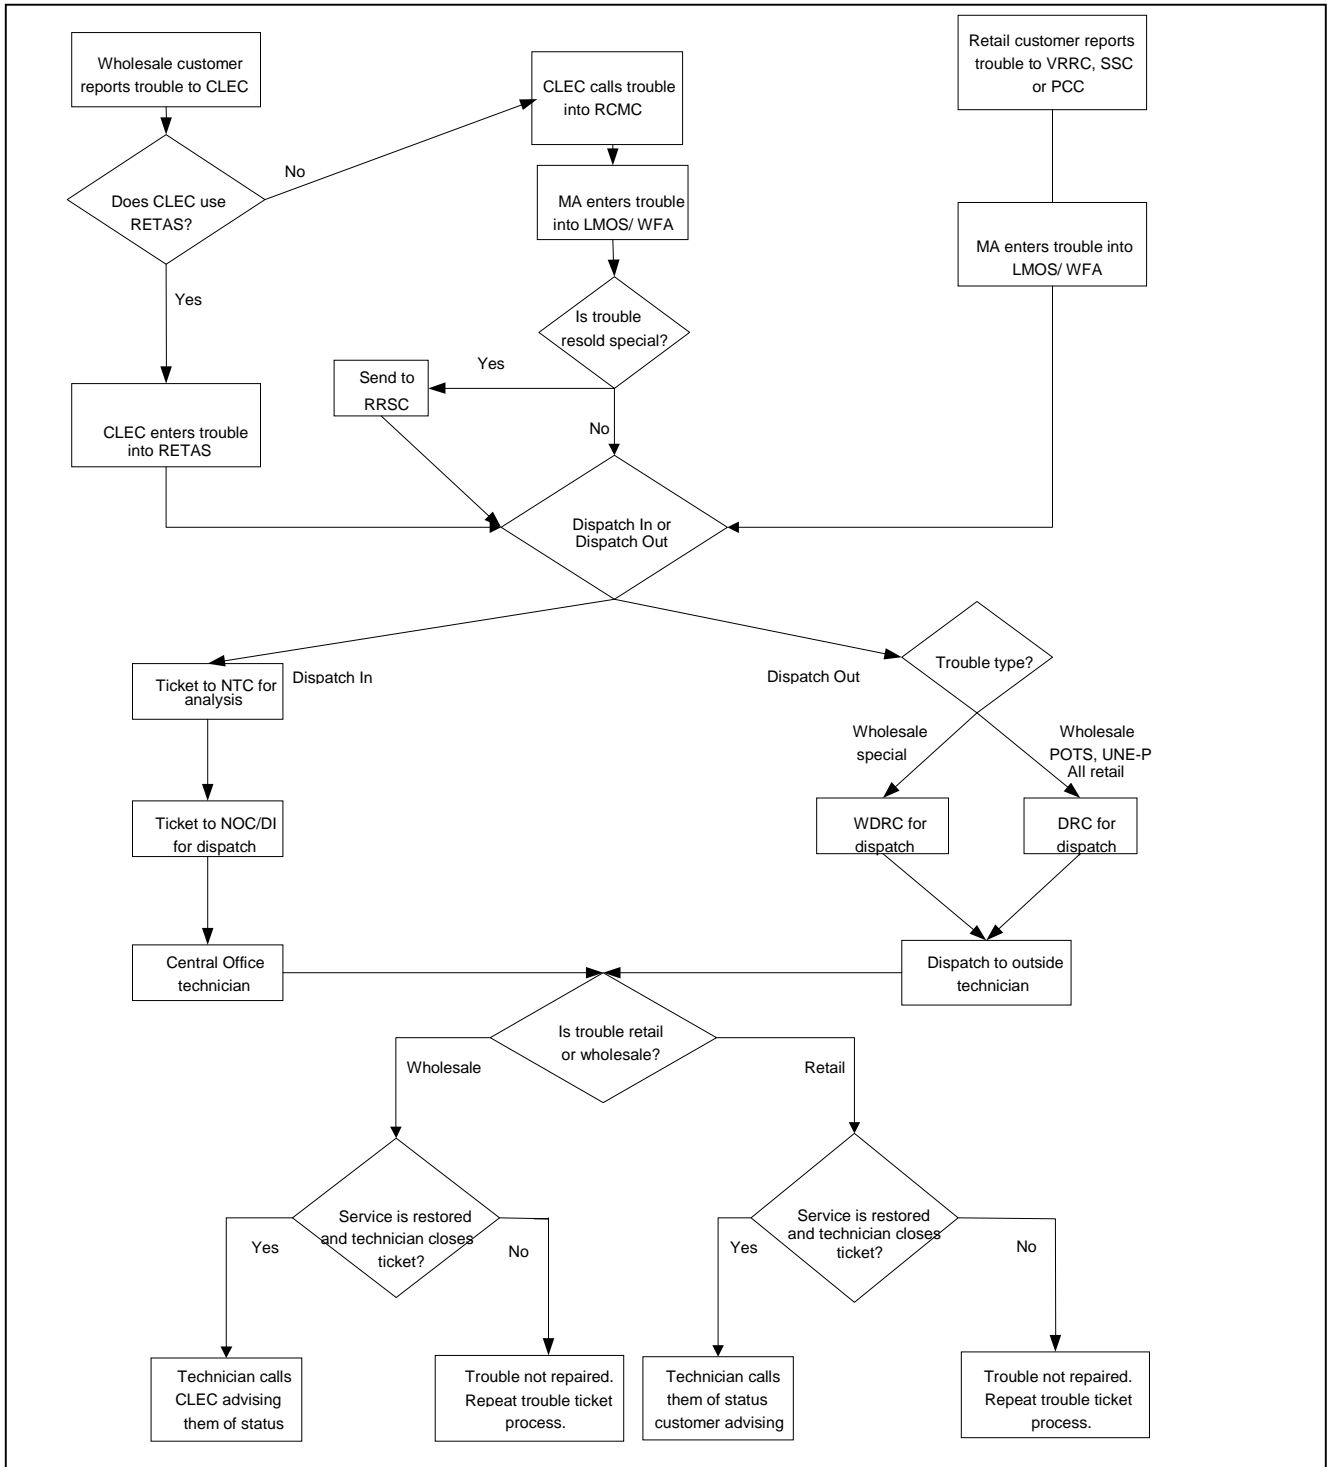 Wholesale customer
reports trouble to CLEC
CLEC calls trouble
into RCMC
Retail customer reports
trouble to VRRC, SSC
or PCC
No
Does CLEC use
RETAS?
MA enters trouble
into LMOS/ WFA
MA enters trouble into
LMOS/ WFA
Yes
Is trouble
resold special?
Yes
Send to
RRSC
No
CLEC enters trouble
into RETAS
Dispatch In or
Dispatch Out
Dispatch In
Dispatch Out
Ticket to NTC for
analysis
Trouble type?
Wholesale
special
Wholesale
POTS, UNE-P
All retail
Ticket to NOC/DI
for dispatch
WDRC for
dispatch
DRC for
dispatch
Central Office
technician
Dispatch to outside
technician
Is trouble retail
or wholesale?
Wholesale
Retail
Service is restored
and technician closes
ticket?
Yes
No
Service is restored
and technician closes
ticket?
Yes
No
Technician calls
CLEC advising
them of status
Trouble not repaired.
Repeat trouble ticket
process.
Technician calls
them of status
customer advising
Trouble not repaired.
Repeat trouble ticket
process.